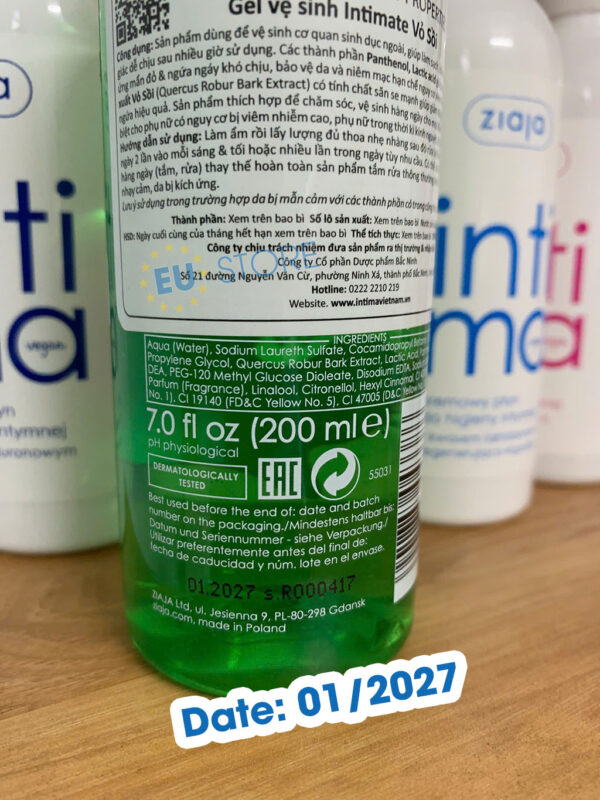 PROPERT
Gel vệ sinh Intimate Vỏ Sồi
Công dụng: Sản phẩm dùng để vệ sinh cơ quan sinh dục ngoài, giúp làm
giác dễ chịu sau nhiều giờ sử dụng. Các thành phần Panthenol, Lactic acid
ứng mẩn đỏ & ngứa ngáy khó chịu, bảo vệ da và niêm mạc hạn chế nguy
xuất Vỏ Sồi (Quercus Robur Bark Extract) có tính chất săn se mạnh giúp
ngứa hiệu quả. Sản phẩm thích hợp để chăm sóc, vệ sinh hàng ngày cho
biệt cho phụ nữ có nguy cơ bị viêm nhiễm cao, phụ nữ trong thời kì kinh
Hướng dẫn sử dụng: Làm ẩm rồi lấy lượng đủ thoa nhẹ nhàng sau đó
ngày 2 lần vào mỗi sáng & tối hoặc nhiều lần trong ngày tùy nhu cầu. Có
hàng ngày (tắm, rửa) thay thế hoàn toàn sản phẩm tắm rửa thông thường
nhạy cảm, da bị kích ứng.
Lưu ý sử dụng trong trường hợp da bị mẫn cảm với các thành phần có trong
Thành phần: Xem trên bao bì Số lô sản xuất: Xem trên bao bì
HSD: Ngày cuối cùng của tháng hết hạn xem trên bao bì Thể tích thực: Xem trên bao bì
Công ty chịu trách nhiệm đưa sản phẩm ra thị trường &
Công ty Cổ phần Dược phẩm Bắc Ninh
Số 21 đường Nguyễn Văn Cừ, phường Ninh Xá, thành phố Bắc Ninh,
Hotline: 0222 2210 219
Website. www.intimavietnam.vn
EU STORE
INGREDIENTS
Aqua (Water), Sodium Laureth Sulfate, Cocamidopropyl
Propylene Glycol, Quercus Robur Bark Extract, Lactic Acid,
DEA, PEG-120 Methyl Glucose Dioleate, Disodium EDTA,
Parfum (Fragrance), Linalool, Citronellol, Hexyl Cinnamal, CI
No. 1), CI 19140 (FD&C Yellow No. 5), CI 47005 (D&C
7.0 fl oz (200 ml e)
pH physiological
DERMATOLOGICALLY
TESTED
EAC
55031
Best used before the end of: date and batch
number on the packaging./Mindestens haltbar bis:
Datum und Seriennummer - siehe Verpackung./
Utilizar preferentemente antes del final de:
fecha de caducidad y núm. lote en el envase.
01.2027 s.R000417
ZIAJA Ltd, ul. Jesienna 9, PL-80-298 Gdansk
ziaja.com, made in Poland
ziaja
inti
ma
nti
a
vegan
a
ti
a
yn
ntymnej
luronowym
Date: 01/2027